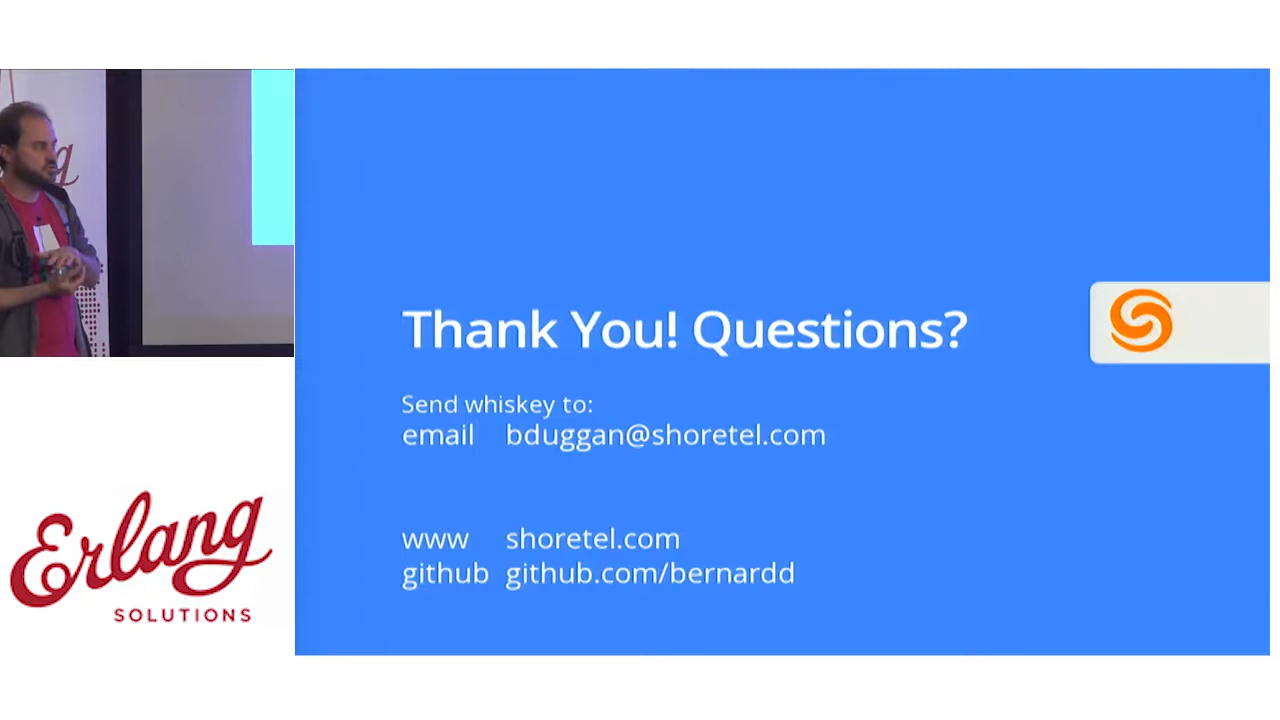 Thank You! Questions?
Send whiskey to:
email bduggan@shoretel.com
www shoretel.com
github github.com/bernardd
Erlang
SOLUTIONS